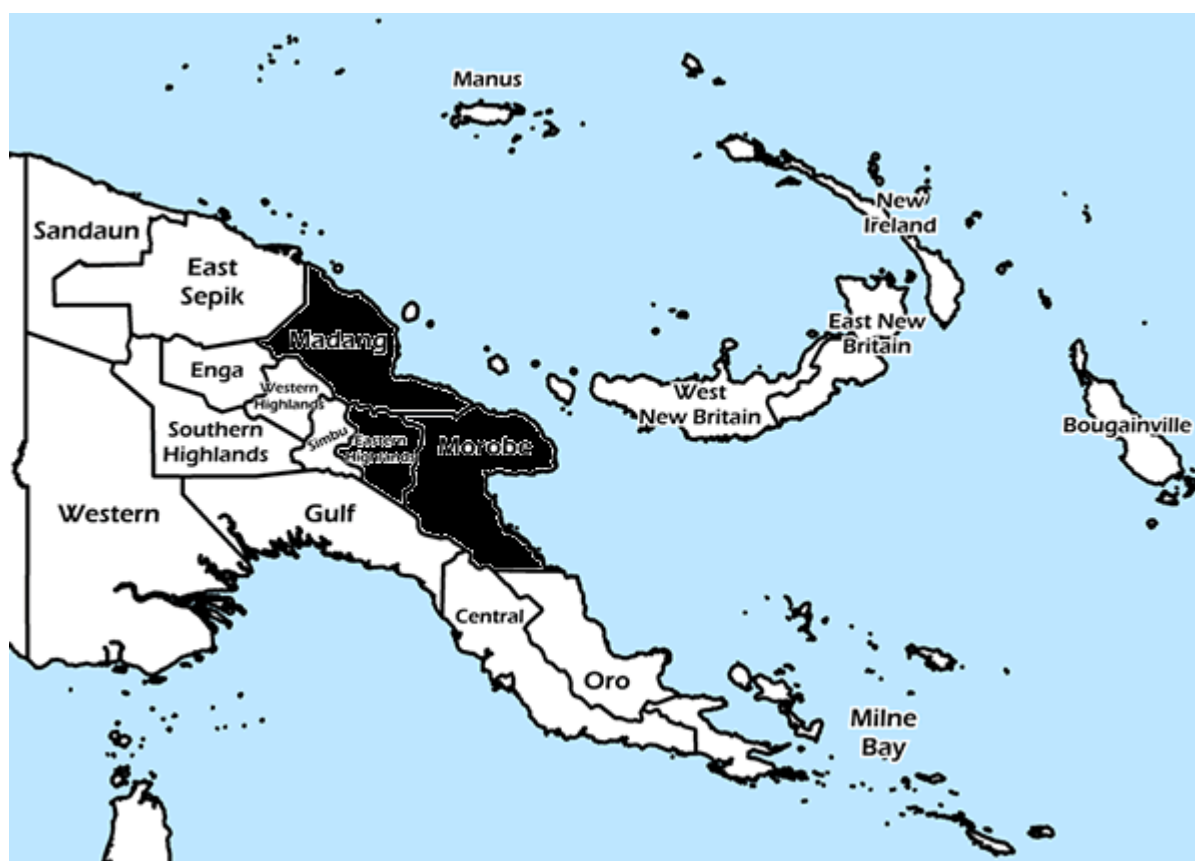 Manus
New
Ireland
Sandaun
East
Sepik
Madang
East New
Britain
Enga
Western
Highlands
West
New Britain
Bougainville
Southern
Highlands
Simbu
Eastern
Highlands
Morobe
Western
Gulf
Central
Oro
Milne
Bay